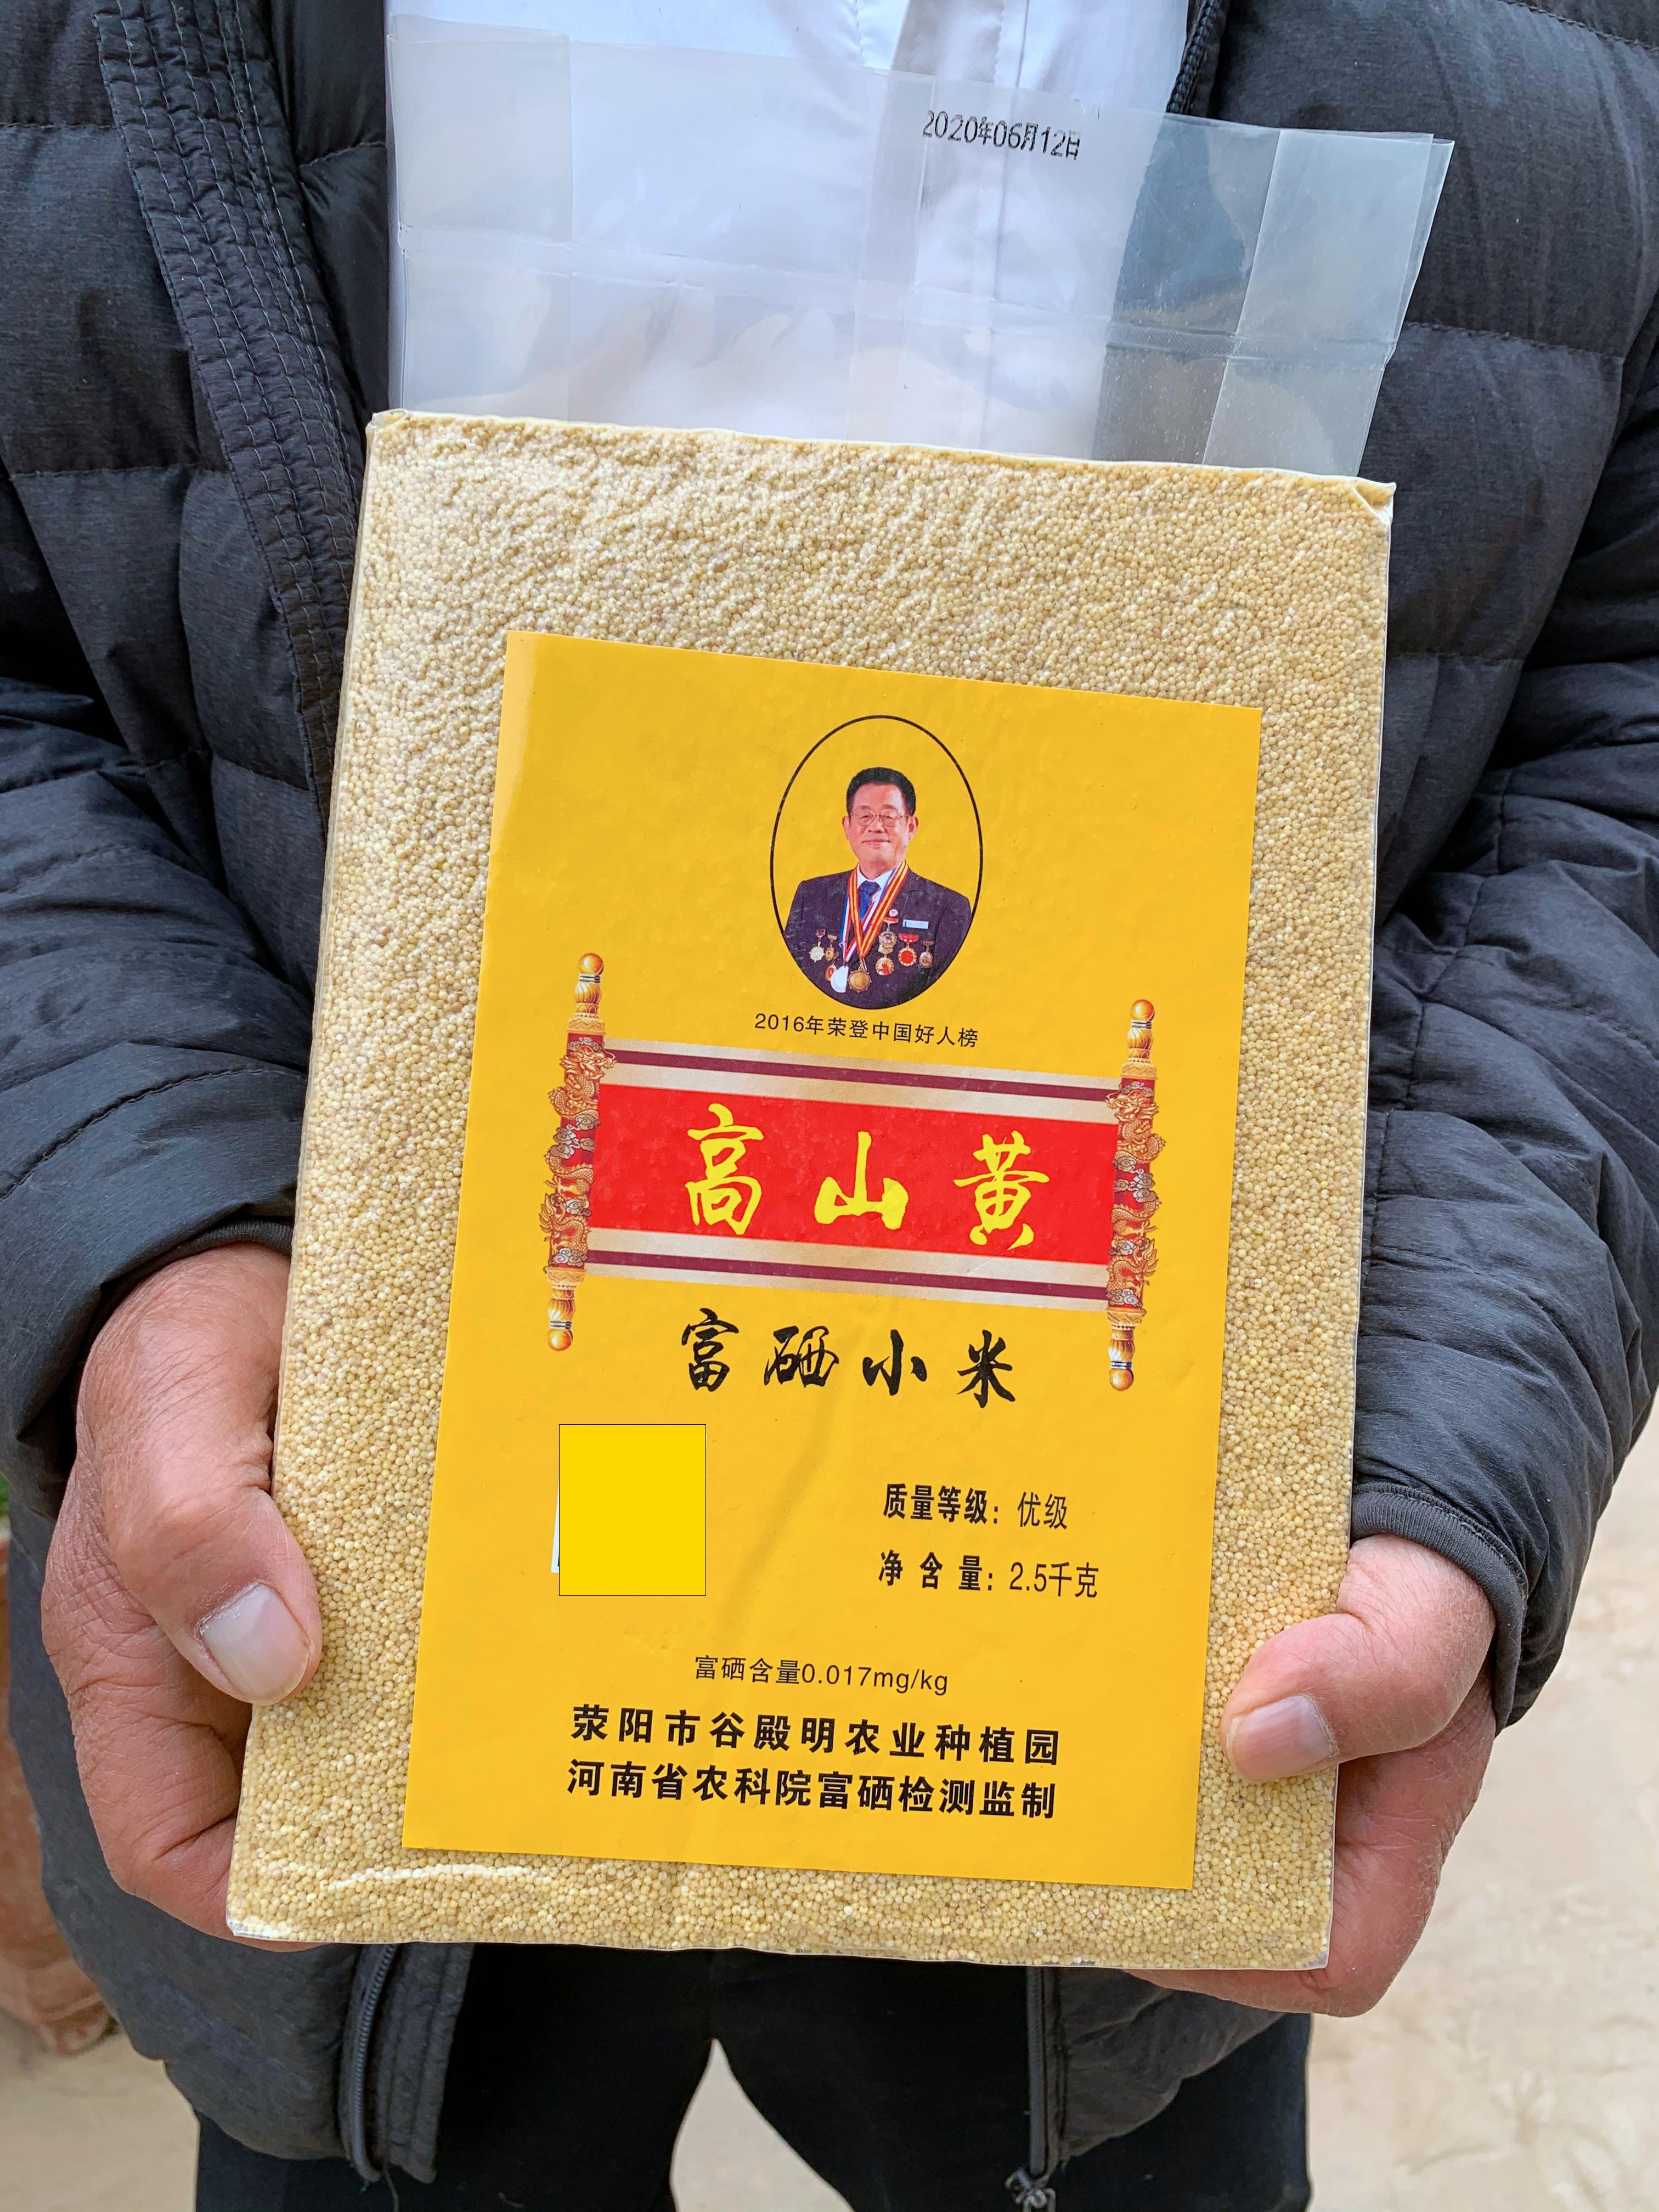 2020年06月12日
2016年荣登中国好人榜
高山黄
富硒小米
质量等级：优级
净含量：2.5千克
富硒含量0.017mg/kg
荥阳市谷殿明农业种植园
河南省农科院富硒检测监制